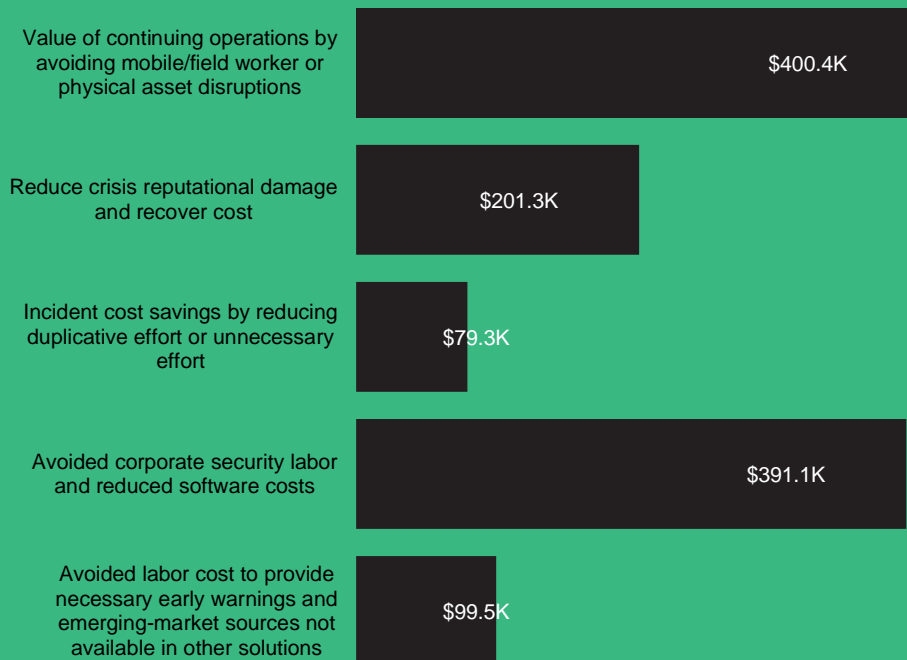 Value of continuing operations by
avoiding mobile/field worker or
physical asset disruptions
$400.4K
Reduce crisis reputational damage
and recover cost
$201.3K
Incident cost savings by reducing
duplicative effort or unnecessary
effort
$79.3K
Avoided corporate security labor
and reduced software costs
$391.1K
Avoided labor cost to provide
necessary early warnings and
emerging-market sources not
available in other solutions
$99.5K